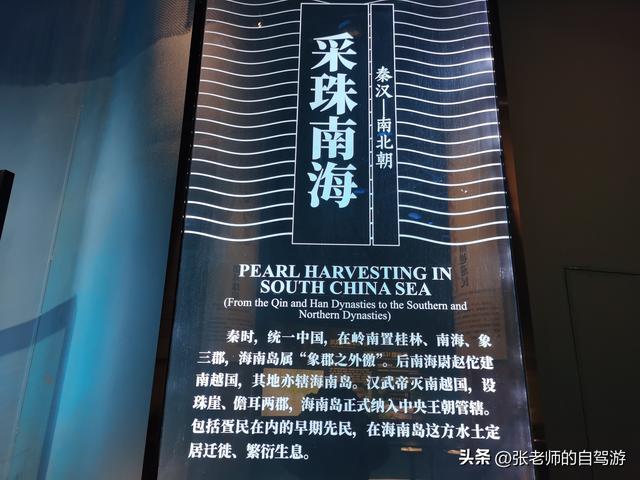 采珠南海
秦汉—南北朝
PEARL HARVESTING IN
SOUTH CHINA SEA
(From the Qin and Han Dynasties to the Southern and
Northern Dynasties)
秦时，统一中国，在岭南置桂林、南海、象
三郡，海南岛属“象郡之外徼”。后南海尉赵佗建
南越国，其地亦辖海南岛。汉武帝灭南越国，设
珠崖、儋耳两郡，海南岛正式纳入中央王朝管辖。
包括疍民在内的早期先民，在海南岛这方水土定
居迁徙、繁衍生息。
头条 @张老师的自驾游